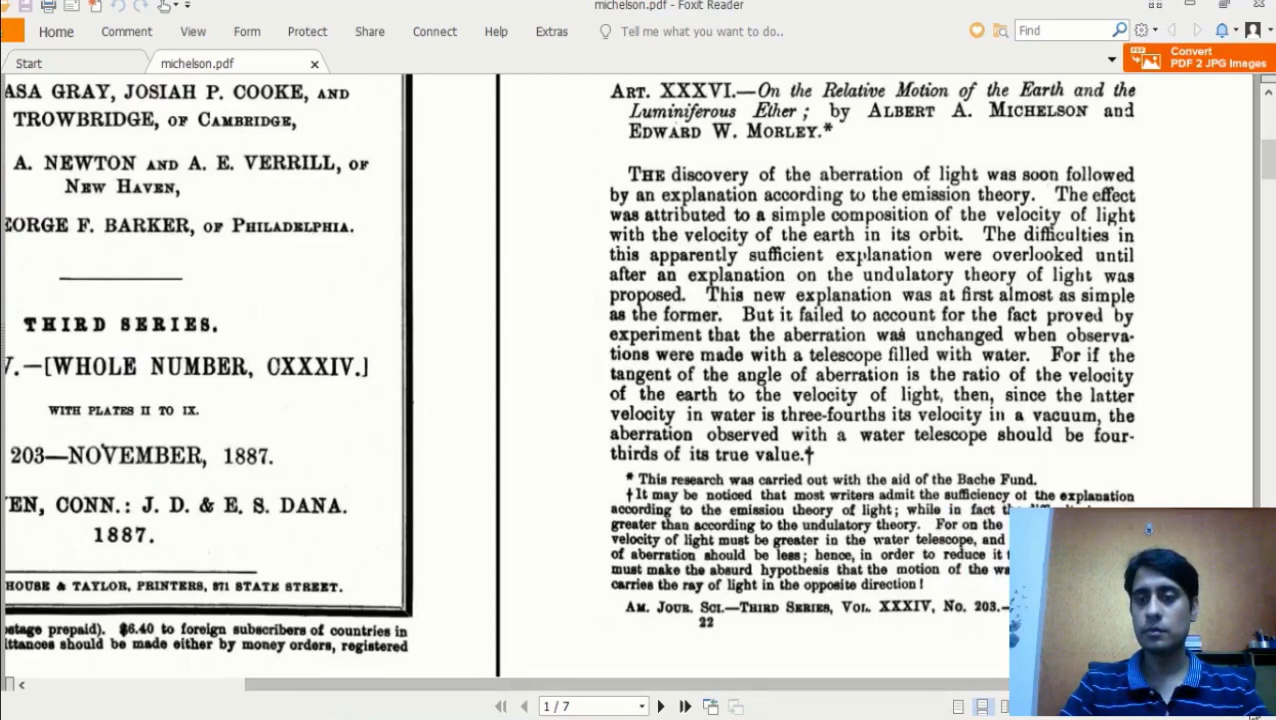 michelson.pdf - Foxit Reader
Home Comment View Form Protect Share Connect Help Extras Tell me what you want to do.. Find
Start michelson.pdf
Convert
PDF 2 JPG Images
ASA GRAY, JOSIAH P. COOKE, AND
TROWBRIDGE, OF CAMBRIDGE,
A. NEWTON AND A. E. VERRILL, OF
NEW HAVEN,
EORGE F. BARKER, OF PHILADELPHIA.
THIRD SERIES.
V.—[WHOLE NUMBER, CXXXIV.]
WITH PLATES II TO IX.
203—NOVEMBER, 1887.
EN, CONN.: J. D. & E. S. DANA.
1887.
HOUSE & TAYLOR, PRINTERS, 371 STATE STREET.
ostage prepaid). $6.40 to foreign subscribers of countries in
ittances should be made either by money orders, registered
ART. XXXVI.—On the Relative Motion of the Earth and the
Luminiferous Ether; by ALBERT A. MICHELSON and
EDWARD W. MORLEY.*
THE discovery of the aberration of light was soon followed
by an explanation according to the emission theory. The effect
was attributed to a simple composition of the velocity of light
with the velocity of the earth in its orbit. The difficulties in
this apparently sufficient explanation were overlooked until
after an explanation on the undulatory theory of light was
proposed. This new explanation was at first almost as simple
as the former. But it failed to account for the fact proved by
experiment that the aberration was unchanged when observa-
tions were made with a telescope filled with water. For if the
tangent of the angle of aberration is the ratio of the velocity
of the earth to the velocity of light, then, since the latter
velocity in water is three-fourths its velocity in a vacuum, the
aberration observed with a water telescope should be four-
thirds of its true value.†
* This research was carried out with the aid of the Bache Fund.
† It may be noticed that most writers admit the sufficiency of the explanation
according to the emission theory of light; while in fact the
greater than according to the undulatory theory. For on the
velocity of light must be greater in the water telescope, and
of aberration should be less; hence, in order to reduce it
must make the absurd hypothesis that the motion of the wa
carries the ray of light in the opposite direction!
AM. JOUR. SCI.—THIRD SERIES, VOL. XXXIV, NO. 203.—
22
1 / 7